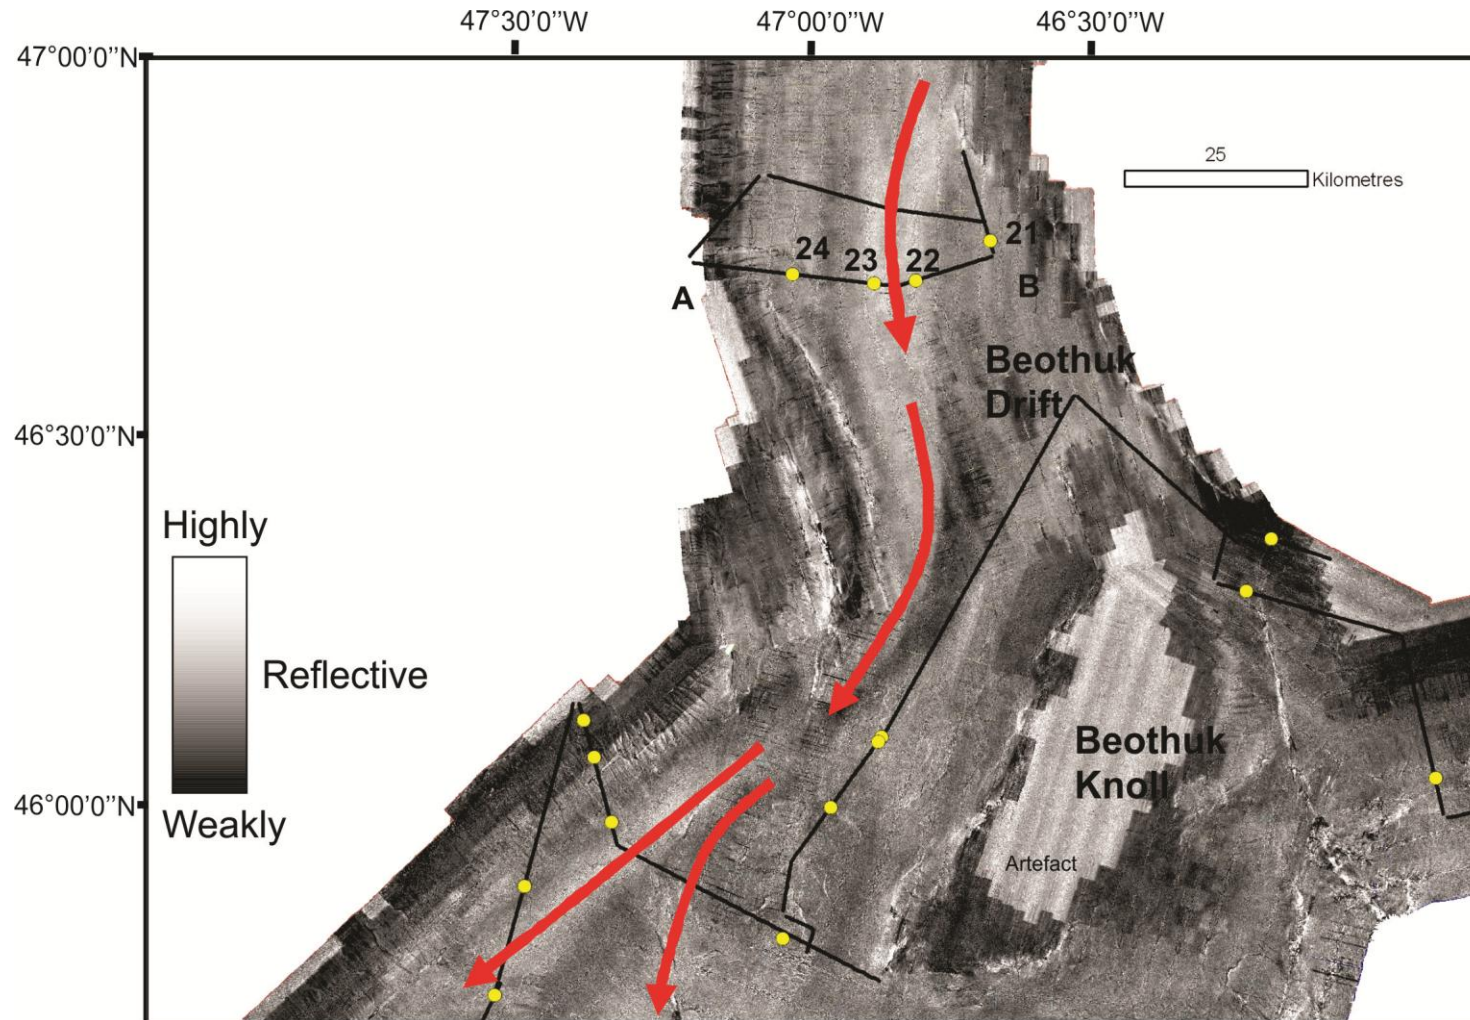 47°30’0’’W
47°00’0’’W
46°30’0’’W
47°00’0’’N
25
Kilometres
21
24
23
22
A
B
Beothuk
Drift
46°30’0’’N
Highly
Reflective
Weakly
Beothuk
Knoll
46°00’0’’N
Artefact